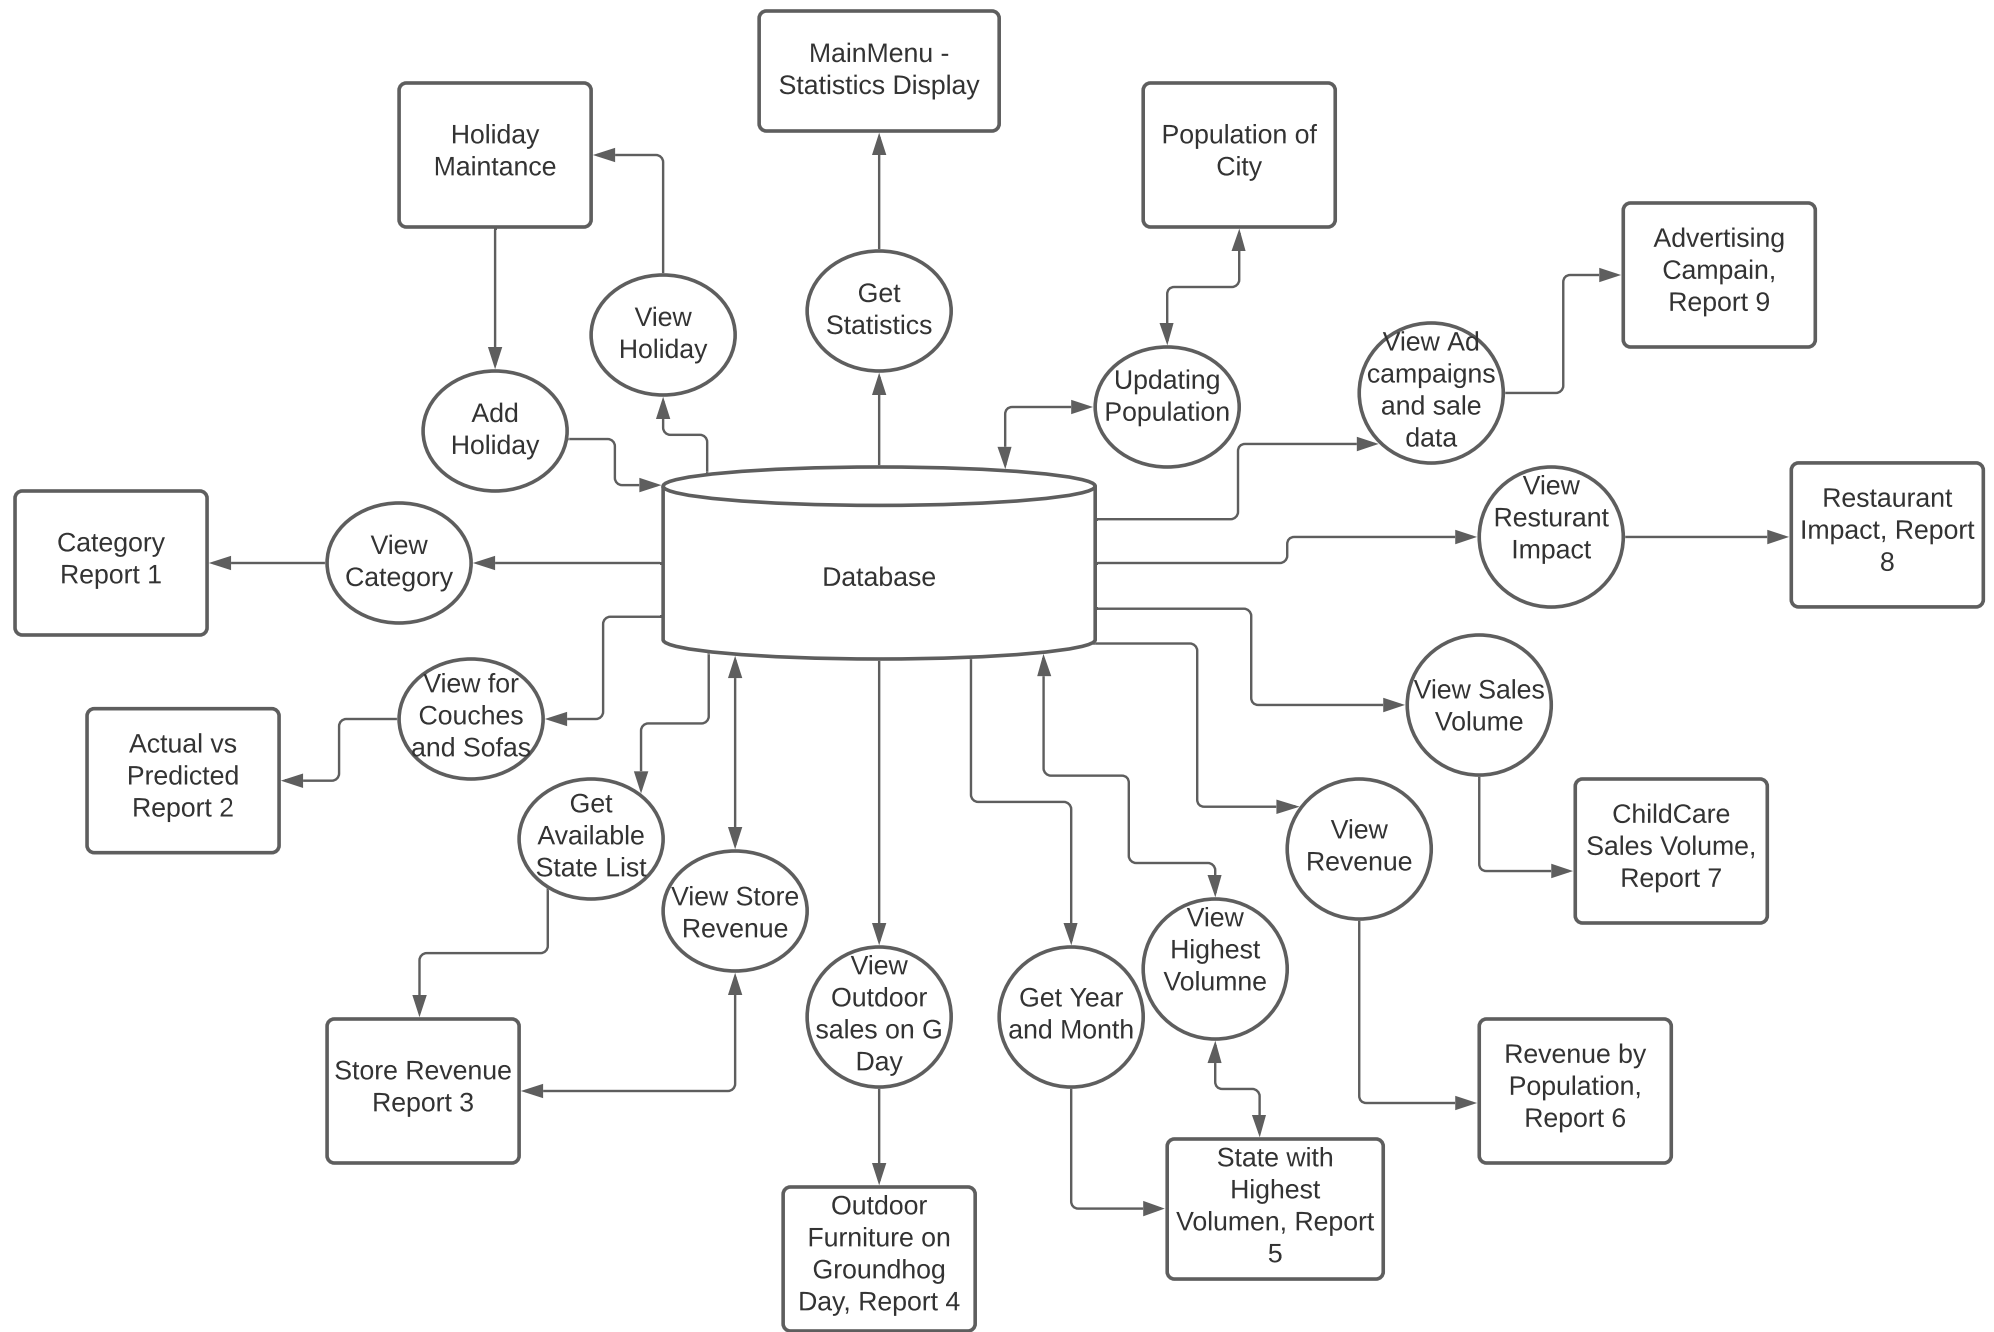 MainMenu -
Statistics Display
Holiday
Maintance
Population of
City
Advertising
Campain,
Report 9
View
Holiday
Get
Statistics
Updating
Population
View Ad
campaigns
and sale
data
Add
Holiday
Category
Report 1
View
Category
Database
View
Resturant
Impact
Restaurant
Impact, Report
8
View for
Couches
and Sofas
Actual vs
Predicted
Report 2
View Sales
Volume
Get
Available
State List
View Store
Revenue
View
Revenue
ChildCare
Sales Volume,
Report 7
View
Outdoor
sales on G
Day
Get Year
and Month
View
Highest
Volumne
Store Revenue
Report 3
Revenue by
Population,
Report 6
Outdoor
Furniture on
Groundhog
Day, Report 4
State with
Highest
Volumen, Report
5